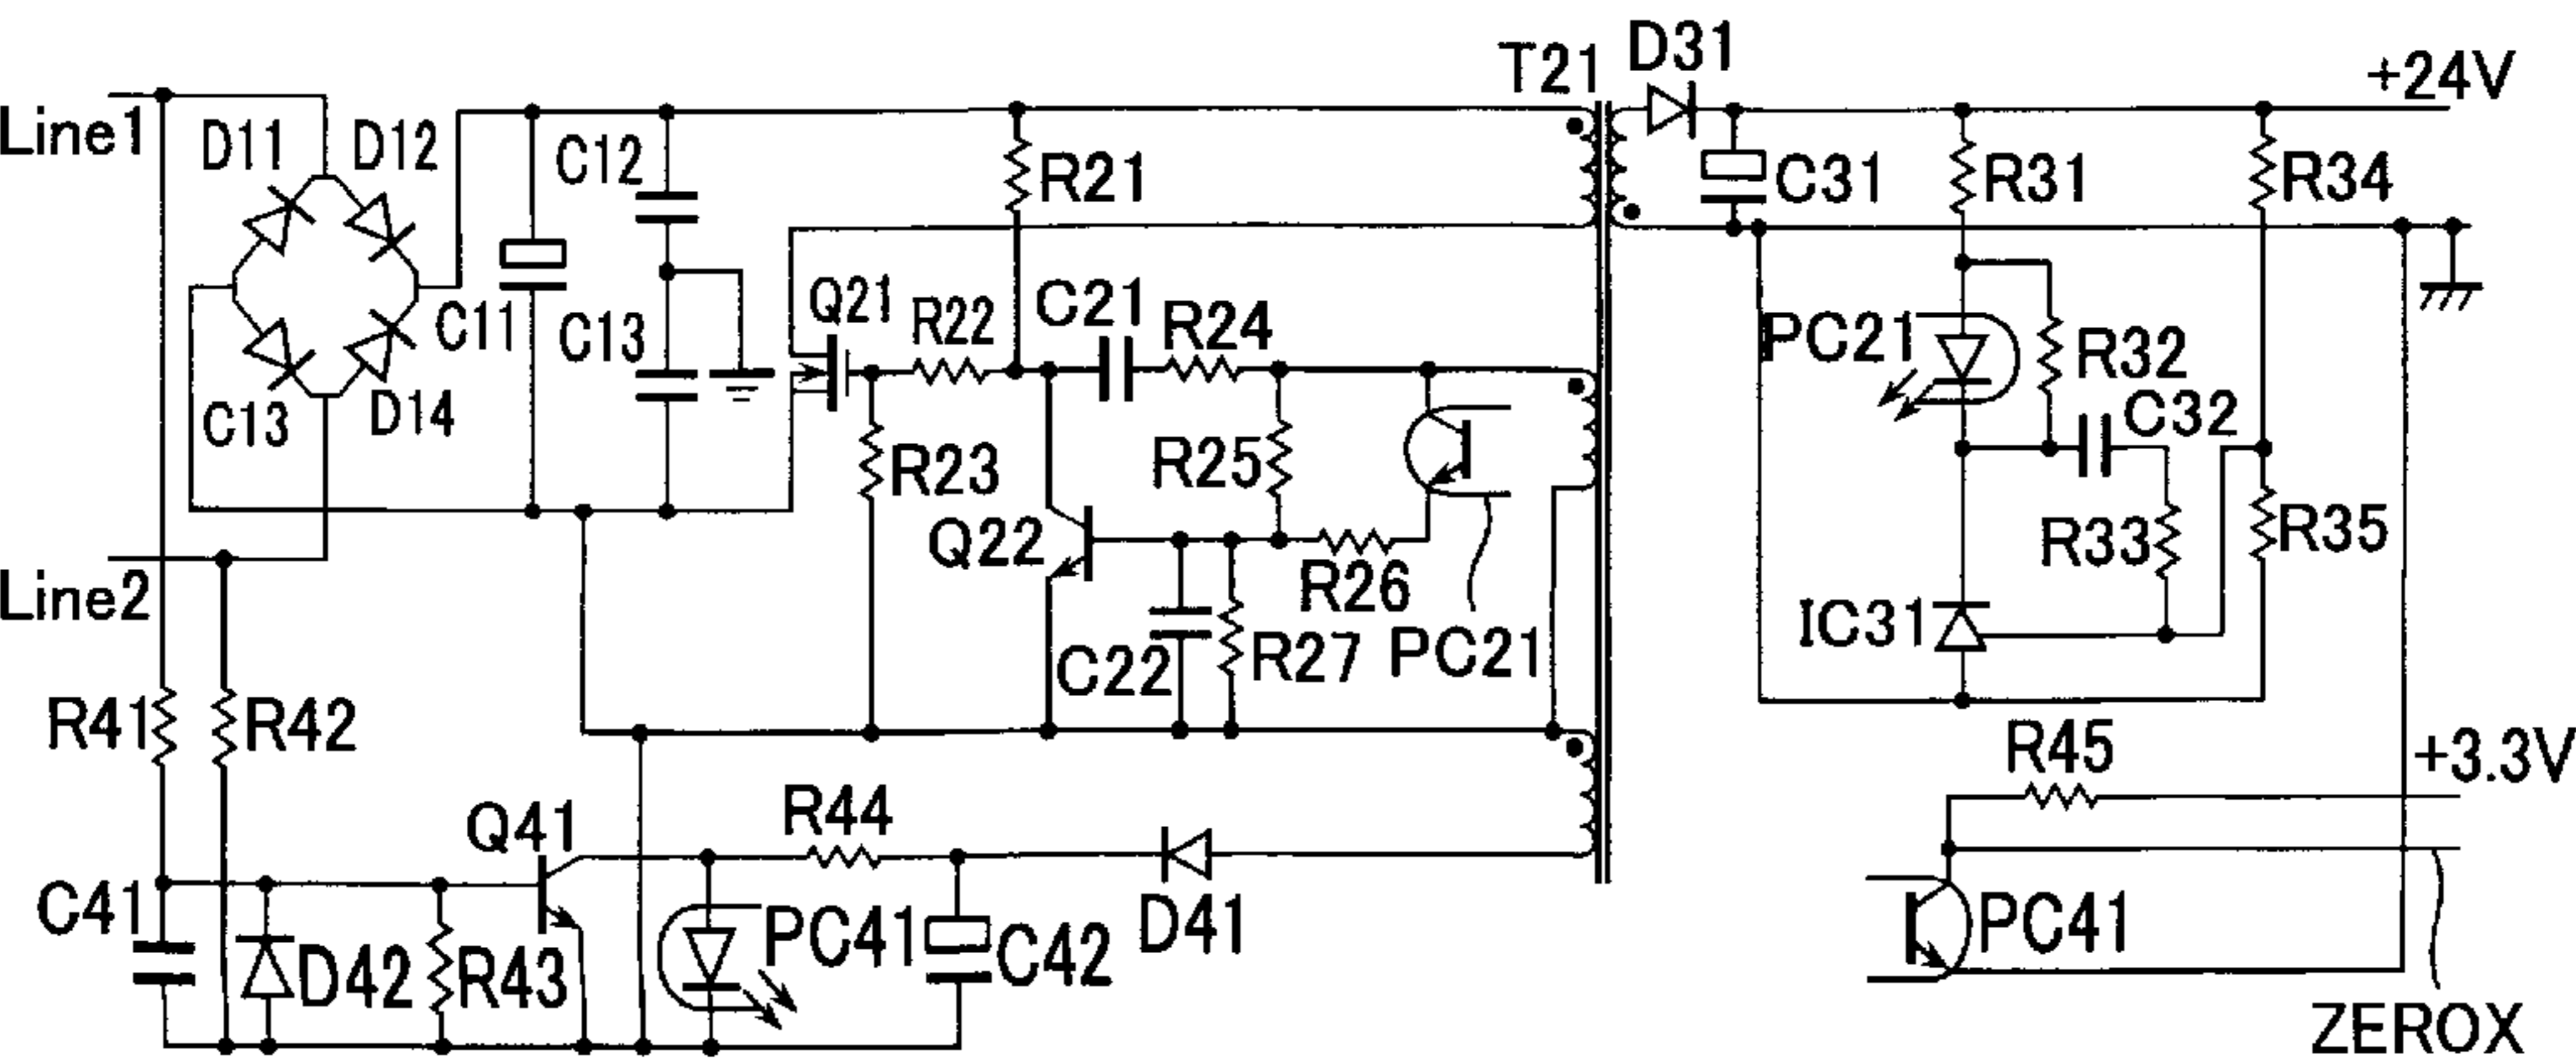 T21
D31
+24V
Line1
D11
D12
C12
R21
C31
R31
R34
C11
C13
Q21
R22
C21
R24
PC21
R32
C32
C13
D14
R23
R25
Q22
R33
R35
Line2
R26
C22
R27
PC21
IC31
R41
R42
R45
+3.3V
Q41
R44
C41
D42
R43
PC41
C42
D41
PC41
ZEROX